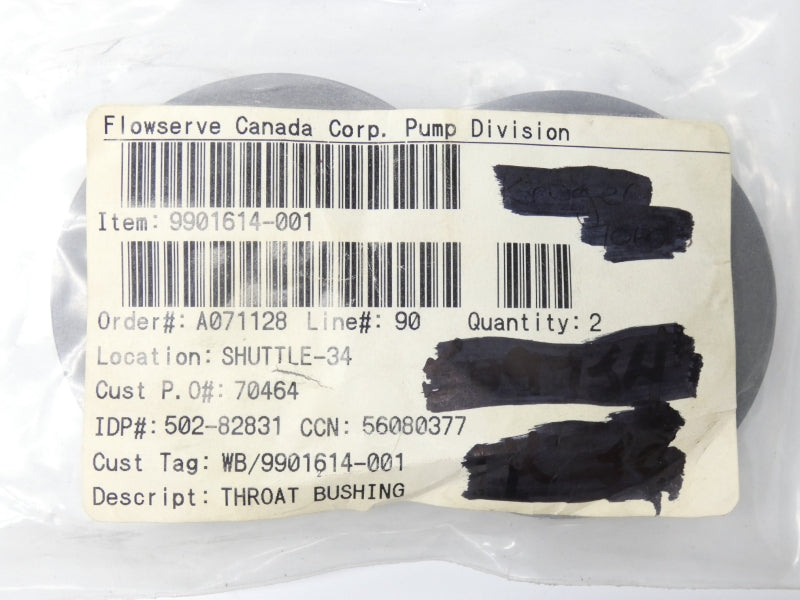 Flowserve Canada Corp. Pump Division
Item: 9901614-001
Order#: A071128 Line#: 90 Quantity: 2
Location: SHUTTLE-34
Cust P.O#: 70464
IDP#: 502-82831 CCN: 56080377
Cust Tag: WB/9901614-001
Descript: THROAT BUSHING